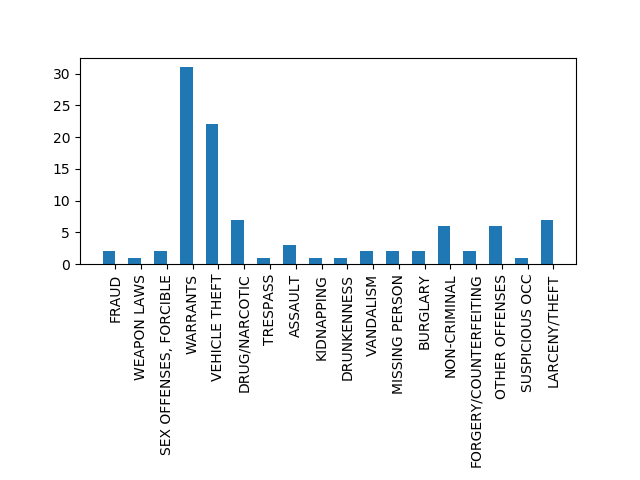 30
25
20
15
10
5
0
FRAUD
WEAPON LAWS
SEX OFFENSES, FORCIBLE
WARRANTS
VEHICLE THEFT
DRUG/NARCOTIC
TRESPASS
ASSAULT
KIDNAPPING
DRUNKENNESS
VANDALISM
MISSING PERSON
BURGLARY
NON-CRIMINAL
FORGERY/COUNTERFEITING
OTHER OFFENSES
SUSPICIOUS OCC
LARCENY/THEFT